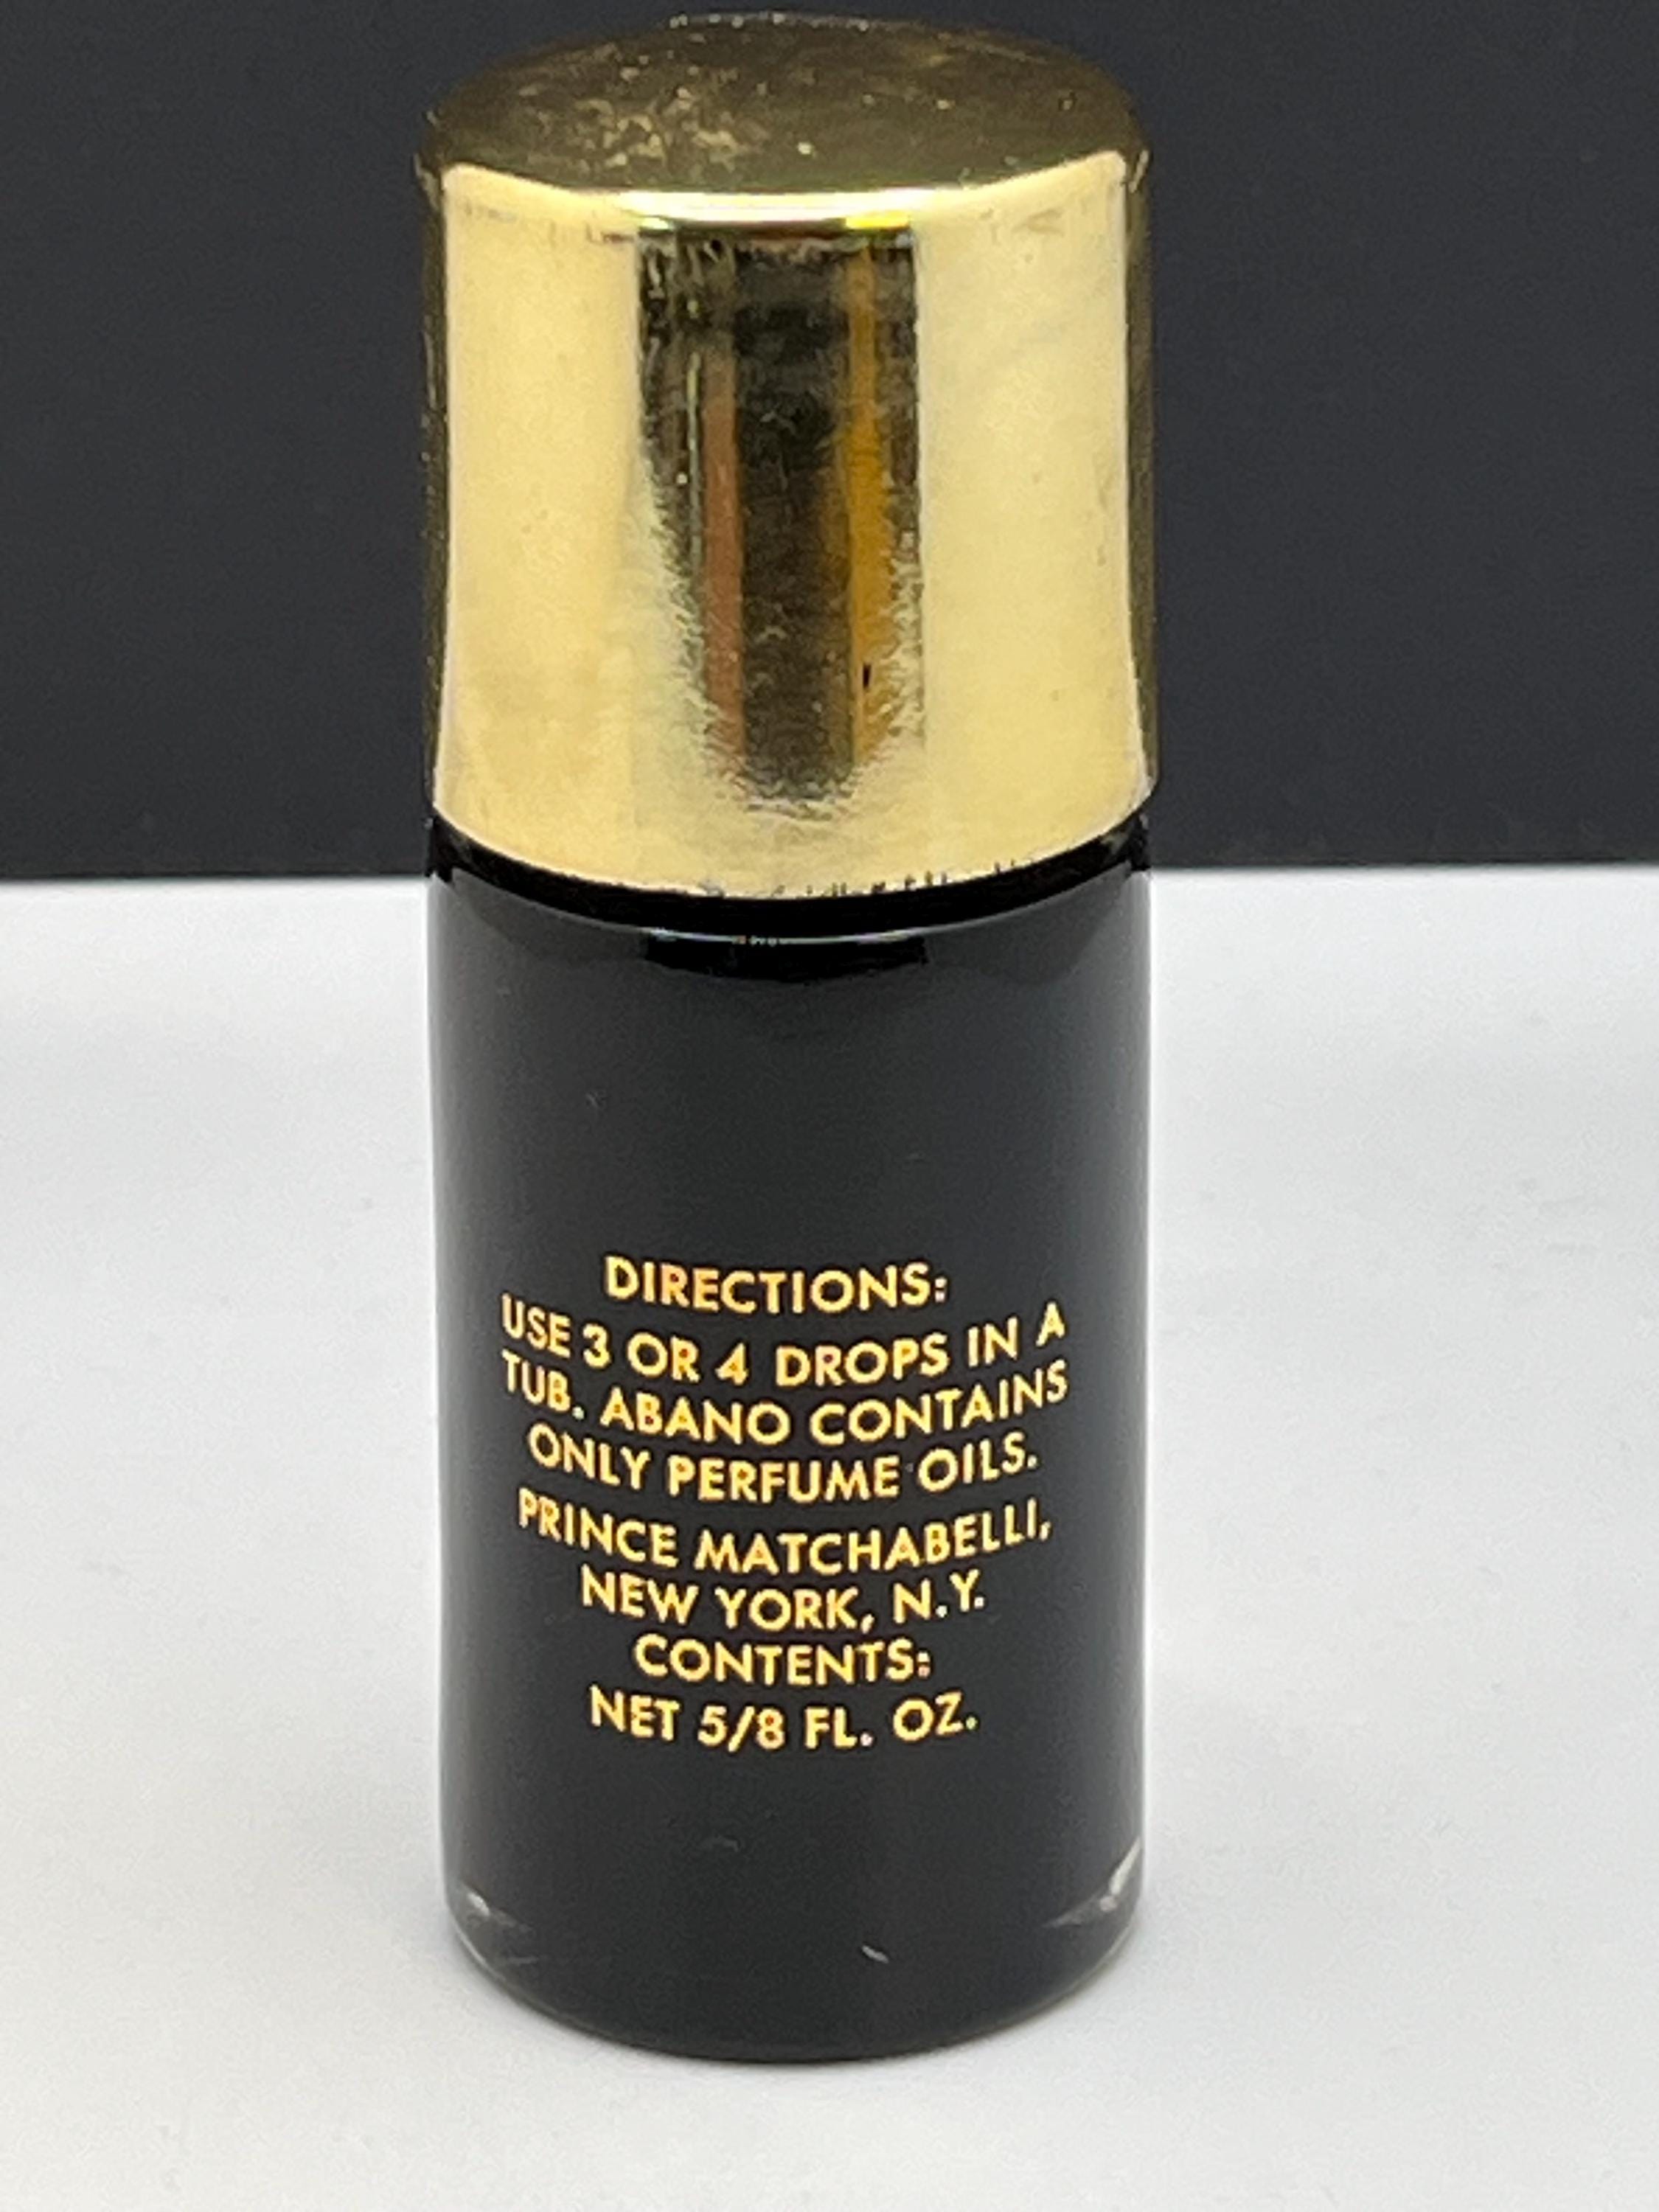 DIRECTIONS:
USE 3 OR 4 DROPS IN A
TUB. ABANO CONTAINS
ONLY PERFUME OILS.
PRINCE MATCHABELLI,
NEW YORK, N.Y.
CONTENTS:
NET 5/8 FL. OZ.